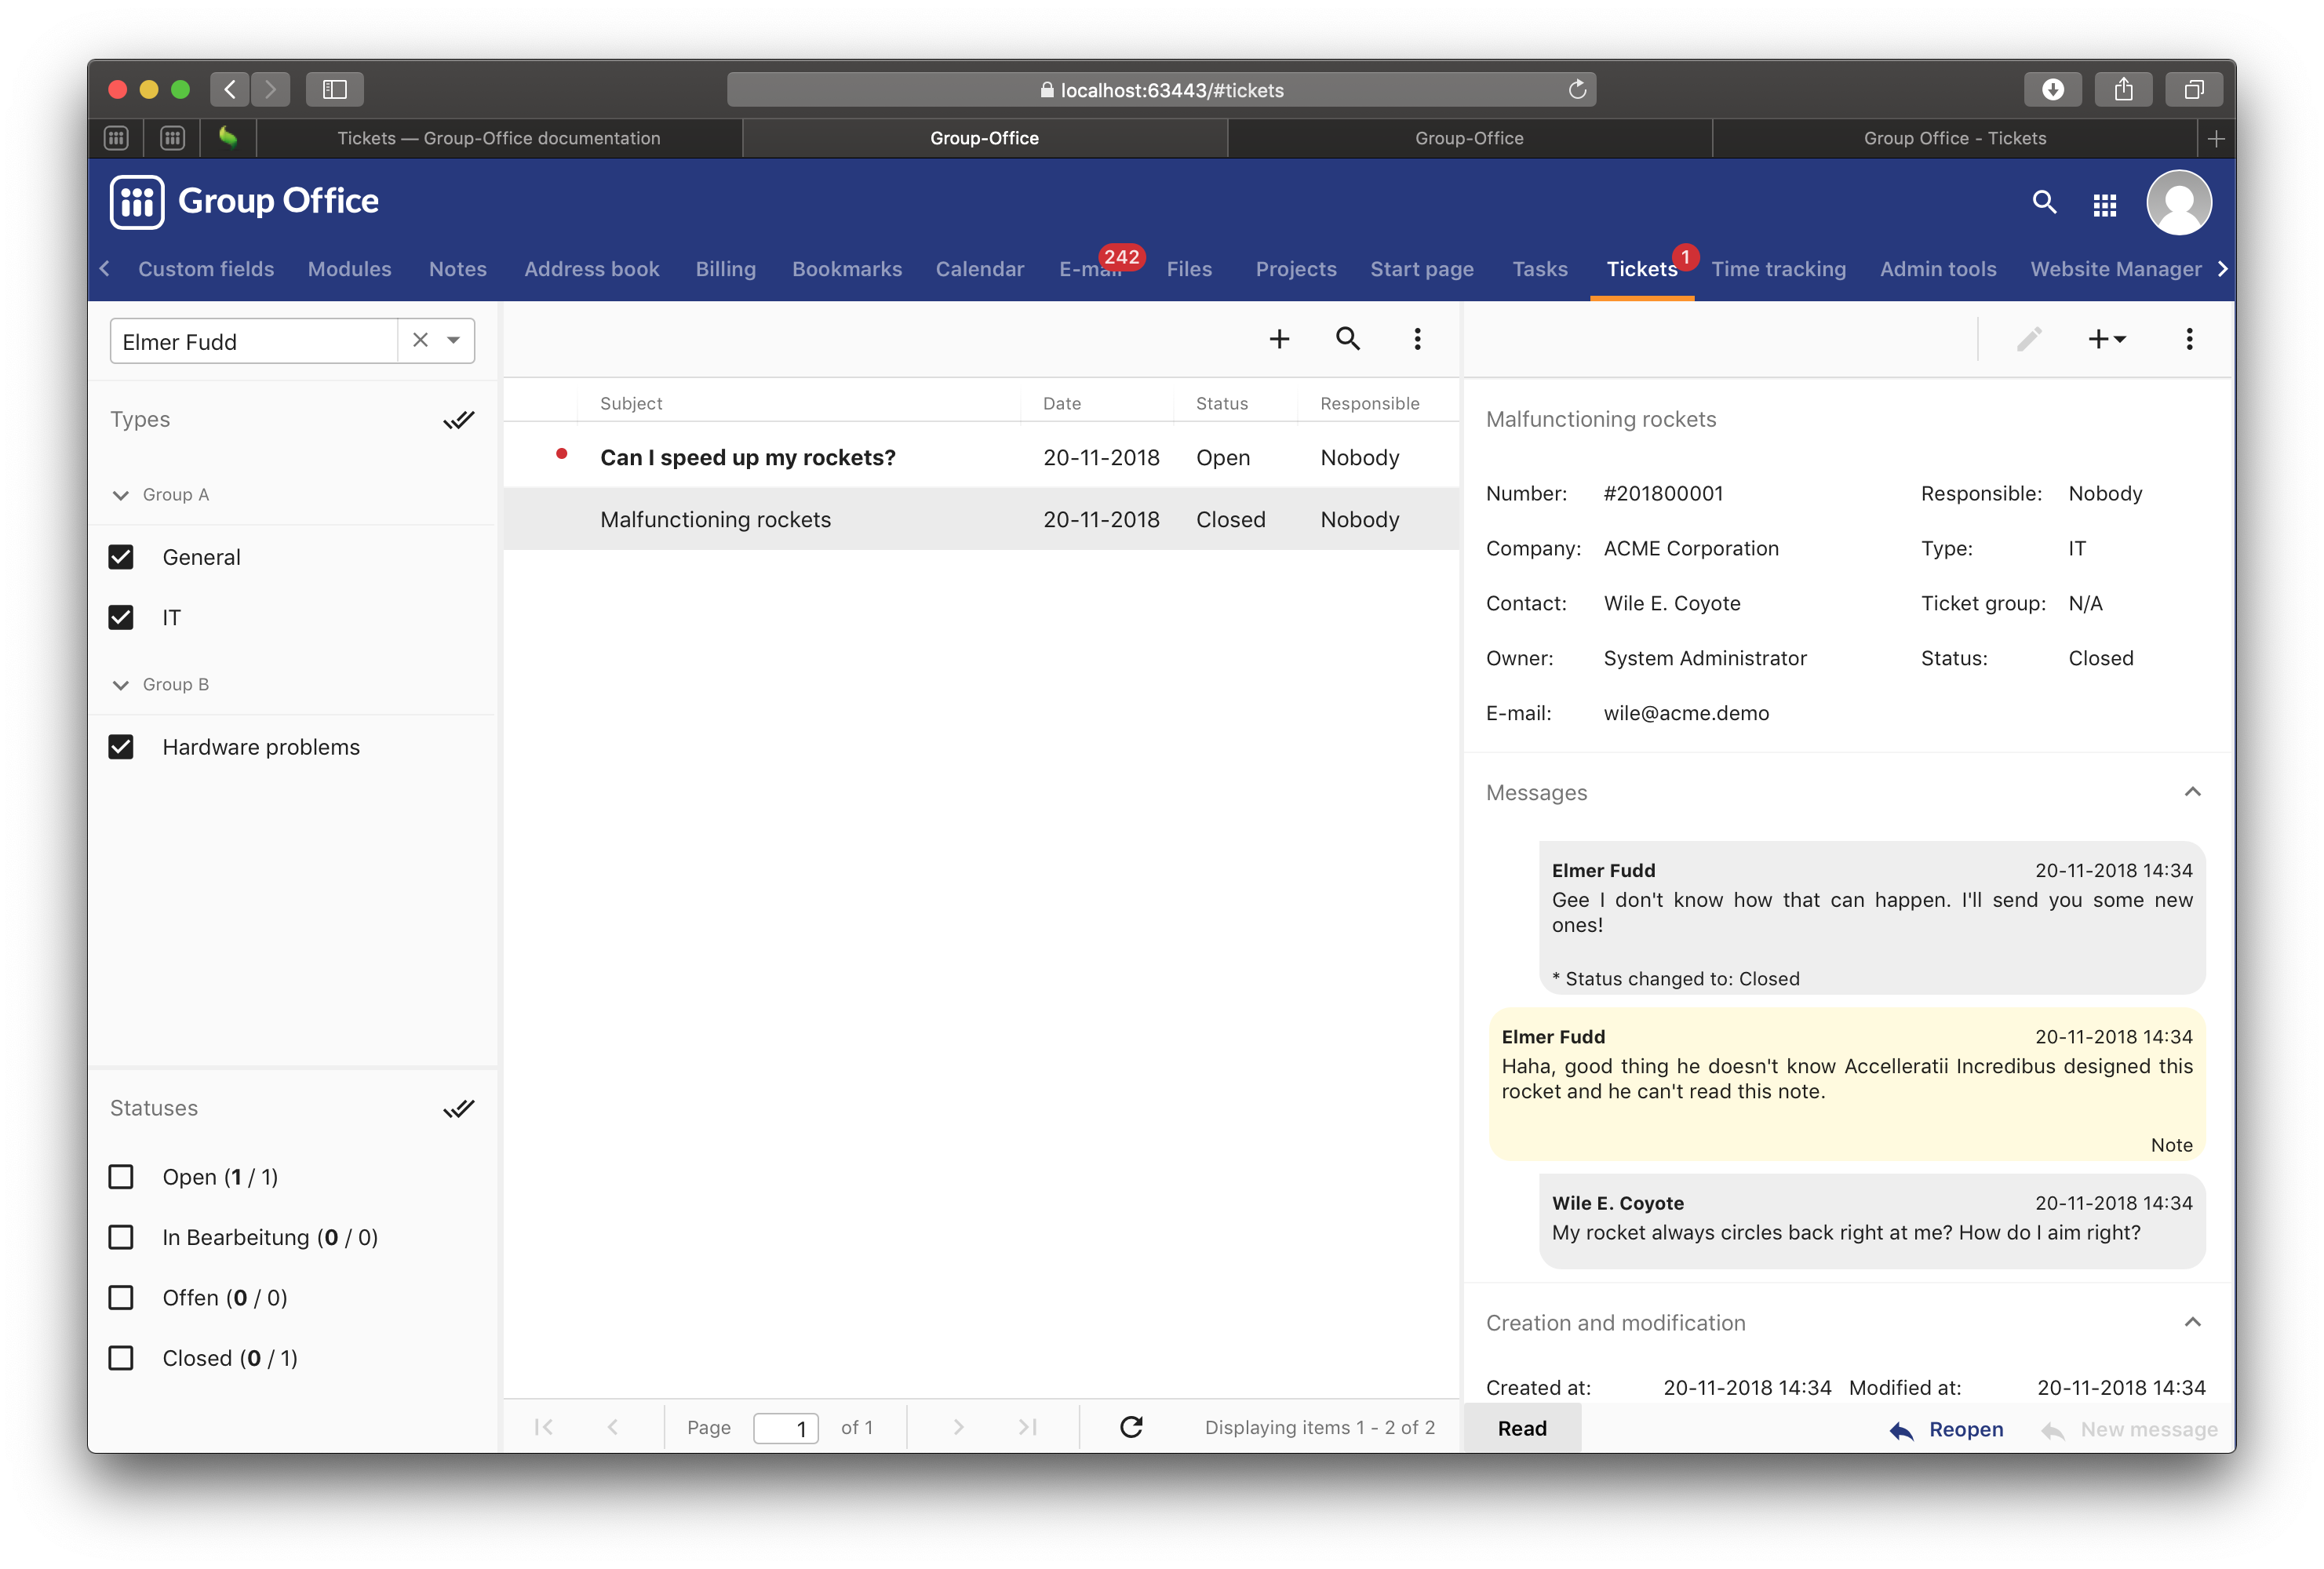 localhost:63443/#tickets
Tickets — Group-Office documentation
Group-Office
Group-Office
Group Office - Tickets
Group Office
Custom fields
Modules
Notes
Address book
Billing
Bookmarks
Calendar
E-mail
242
Files
Projects
Start page
Tasks
Tickets
1
Time tracking
Admin tools
Website Manager
Elmer Fudd
Types
Group A
General
IT
Group B
Hardware problems
Statuses
Open (1 / 1)
In Bearbeitung (0 / 0)
Offen (0 / 0)
Closed (0 / 1)
Subject Date Status Responsible
Can I speed up my rockets? 20-11-2018 Open Nobody
Malfunctioning rockets 20-11-2018 Closed Nobody
Page 1 of 1
Displaying items 1 - 2 of 2
Malfunctioning rockets
Number: #201800001 Responsible: Nobody
Company: ACME Corporation Type: IT
Contact: Wile E. Coyote Ticket group: N/A
Owner: System Administrator Status: Closed
E-mail: wile@acme.demo
Messages
Elmer Fudd 20-11-2018 14:34
Gee I don't know how that can happen. I'll send you some new
ones!
* Status changed to: Closed
Elmer Fudd 20-11-2018 14:34
Haha, good thing he doesn't know Accelleratii Incredibus designed this
rocket and he can't read this note.
Note
Wile E. Coyote 20-11-2018 14:34
My rocket always circles back right at me? How do I aim right?
Creation and modification
Created at: 20-11-2018 14:34 Modified at: 20-11-2018 14:34
Read
Reopen
New message